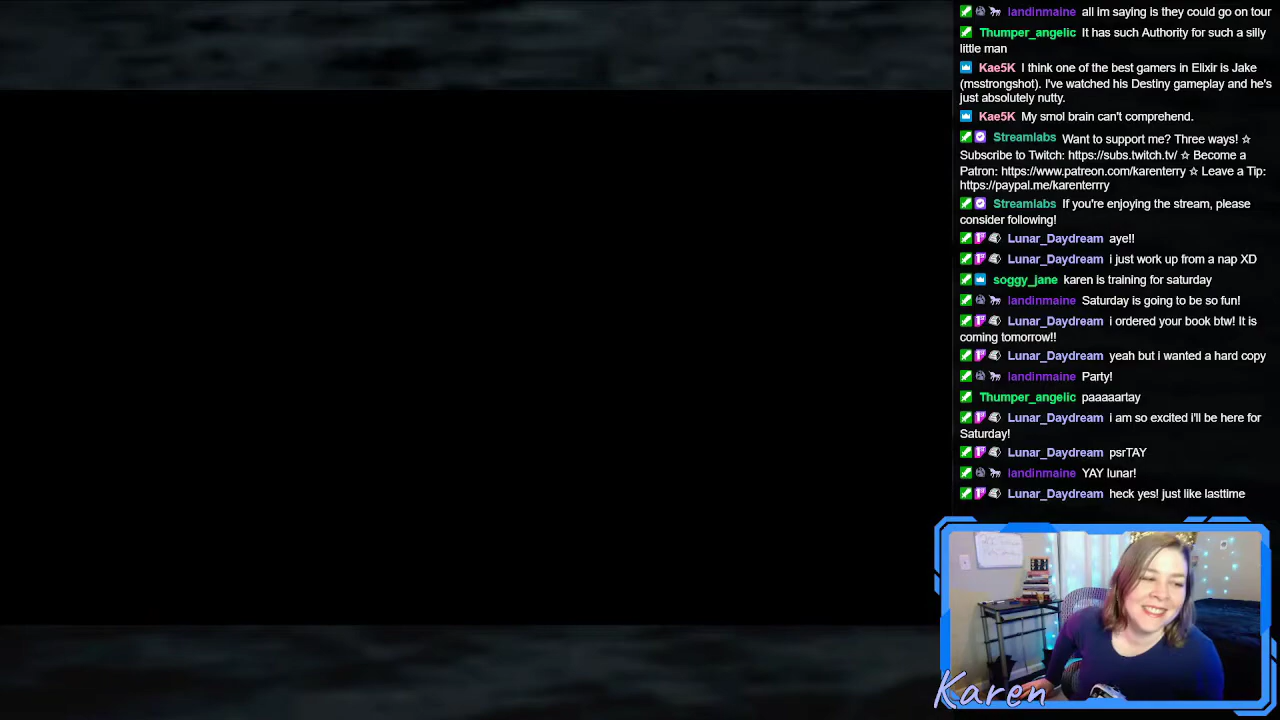 landinmaine all im saying is they could go on tour
Thumper_angelic It has such Authority for such a silly
little man
Kae5K I think one of the best gamers in Elixir is Jake
(msstrongshot). I've watched his Destiny gameplay and he's
just absolutely nutty.
Kae5K My smol brain can't comprehend.
Streamlabs Want to support me? Three ways! ☆
Subscribe to Twitch: https://subs.twitch.tv/ ☆ Become a
Patron: https://www.patreon.com/karenterry ☆ Leave a Tip:
https://paypal.me/karenterrry
Streamlabs If you're enjoying the stream, please
consider following!
Lunar_Daydream aye!!
Lunar_Daydream i just work up from a nap XD
soggy_jane karen is training for saturday
landinmaine Saturday is going to be so fun!
Lunar_Daydream i ordered your book btw! It is
coming tomorrow!!
Lunar_Daydream yeah but i wanted a hard copy
landinmaine Party!
Thumper_angelic paaaaartay
Lunar_Daydream i am so excited i'll be here for
Saturday!
Lunar_Daydream psrTAY
landinmaine YAY lunar!
Lunar_Daydream heck yes! just like lasttime
Karen